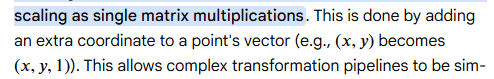 scaling as single matrix multiplications. This is done by adding
an extra coordinate to a point's vector (e.g., (x, y) becomes
(x, y, 1)). This allows complex transformation pipelines to be sim-